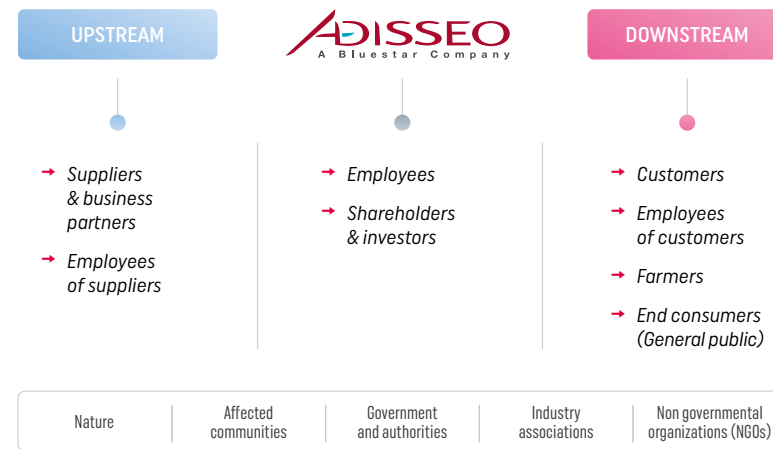 UPSTREAM
ADISSEO
A Bluestar Company
DOWNSTREAM
→ Suppliers
& business
partners
→ Employees
of suppliers
→ Employees
→ Shareholders
& investors
→ Customers
→ Employees
of customers
→ Farmers
→ End consumers
(General public)
Nature
Affected
communities
Government
and authorities
Industry
associations
Non governmental
organizations (NGOs)